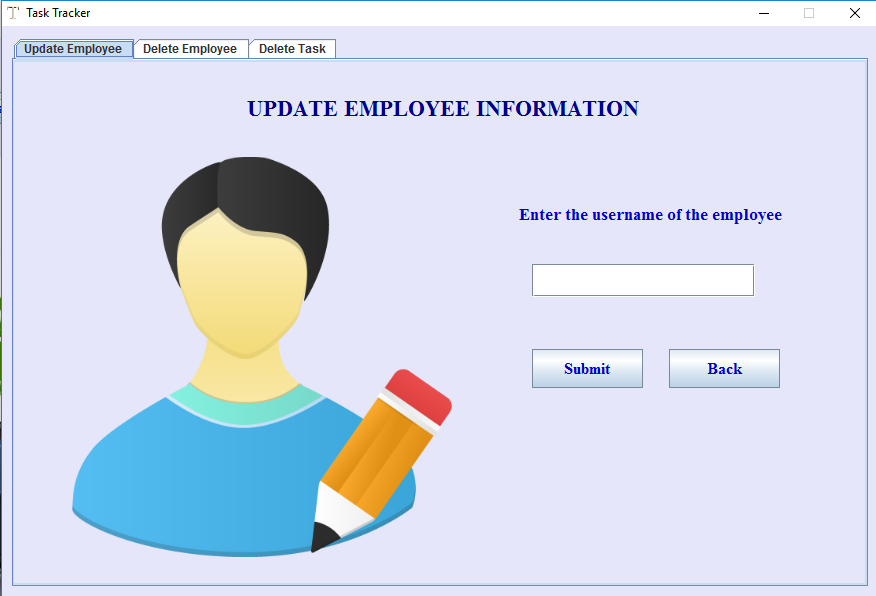 Task Tracker
Update Employee Delete Employee Delete Task
UPDATE EMPLOYEE INFORMATION
Enter the username of the employee
Submit Back